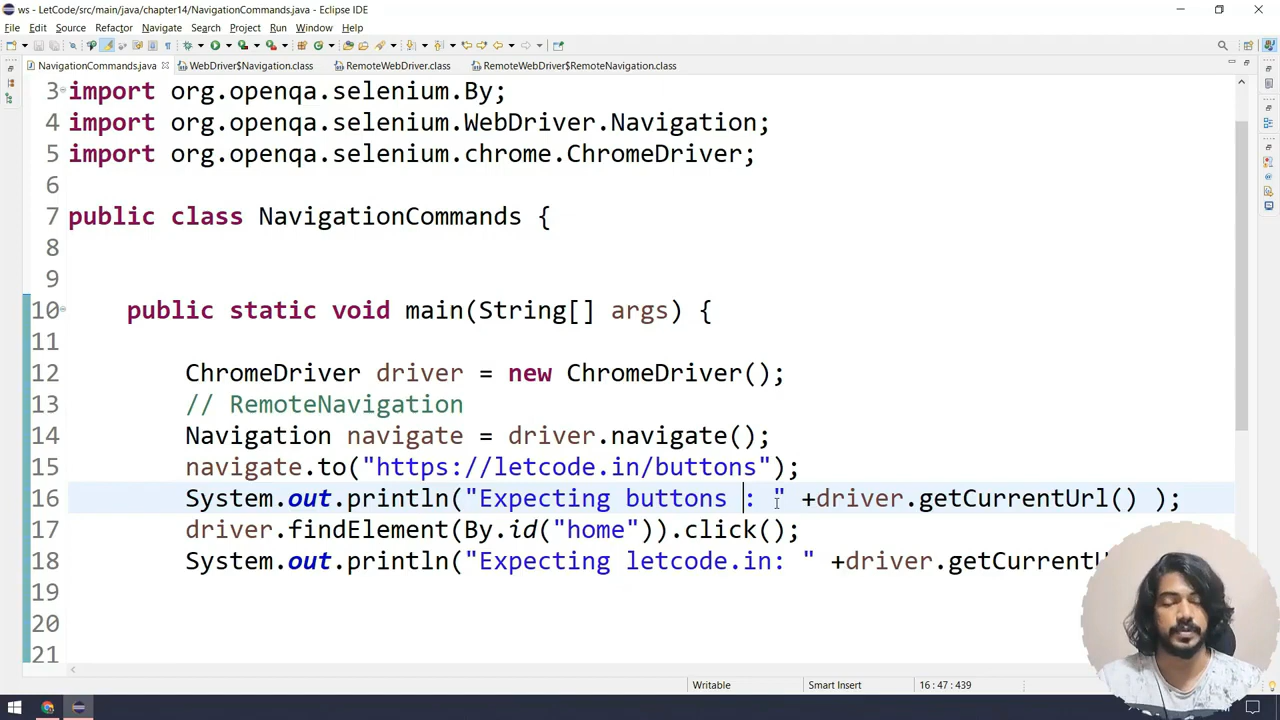 ws - LetCode/src/main/java/chapter14/NavigationCommands.java - Eclipse IDE
File Edit Source Refactor Navigate Search Project Run Window Help
NavigationCommands.java WebDriver$Navigation.class RemoteWebDriver.class RemoteWebDriver$RemoteNavigation.class
3 import org.openqa.selenium.By;
4 import org.openqa.selenium.WebDriver.Navigation;
5 import org.openqa.selenium.chrome.ChromeDriver;
6
7 public class NavigationCommands {
8
9
10 public static void main(String[] args) {
11
12 ChromeDriver driver = new ChromeDriver();
13 // RemoteNavigation
14 Navigation navigate = driver.navigate();
15 navigate.to("https://letcode.in/buttons");
16 System.out.println("Expecting buttons : " +driver.getCurrentUrl() );
17 driver.findElement(By.id("home")).click();
18 System.out.println("Expecting letcode.in: " +driver.getCurrentU
19
20
21
Writable Smart Insert 16 : 47 : 439